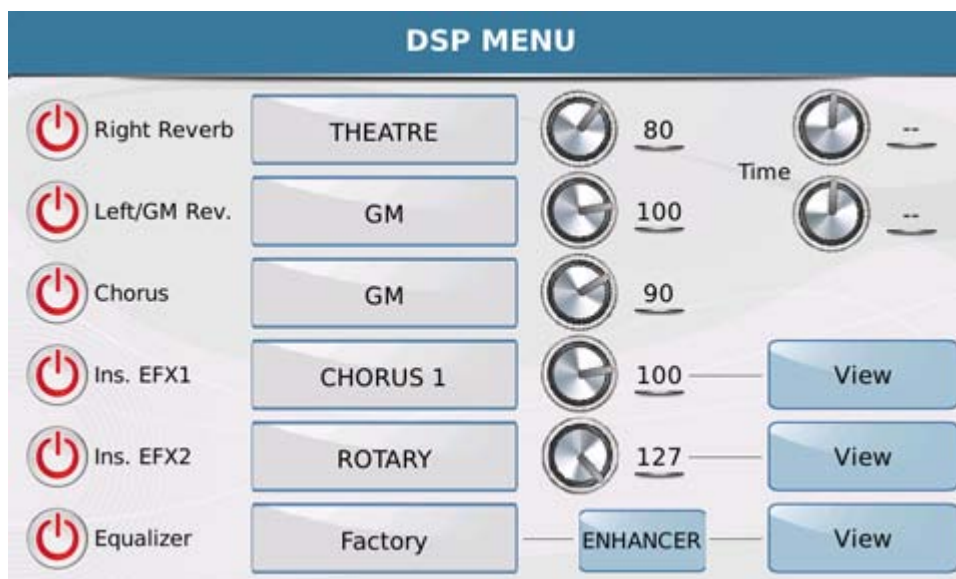 DSP MENU
Right Reverb THEATRE 80 --
Time
Left/GM Rev. GM 100 --
Chorus GM 90
Ins. EFX1 CHORUS 1 100 View
Ins. EFX2 ROTARY 127 View
Equalizer Factory ENHANCER View